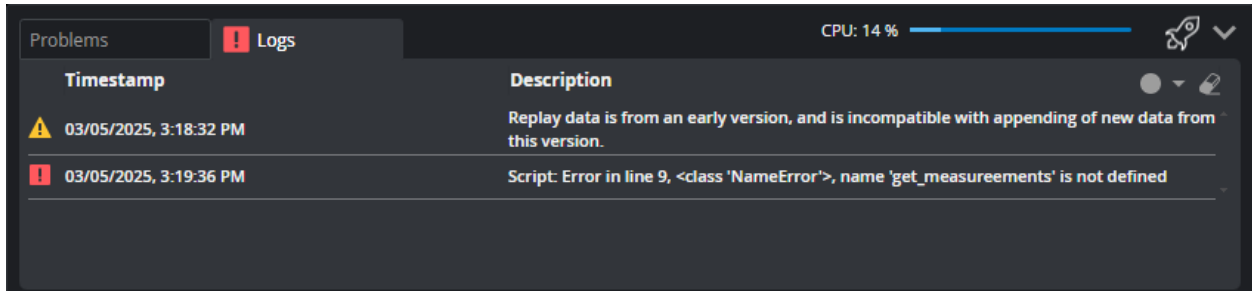 Problems
! Logs
CPU: 14 %
Timestamp
Description
03/05/2025, 3:18:32 PM
Replay data is from an early version, and is incompatible with appending of new data from
this version.
03/05/2025, 3:19:36 PM
Script: Error in line 9, <class 'NameError'>, name 'get_measureements' is not defined